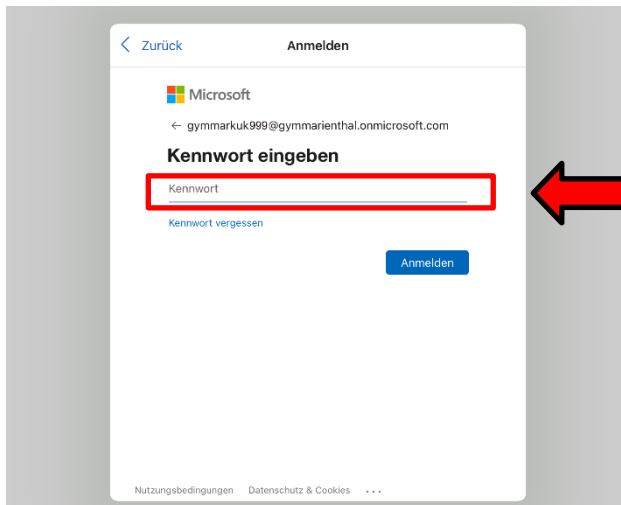 Zurück Anmelden
Microsoft
← gymmarkuk999@gymmarienthal.onmicrosoft.com
Kennwort eingeben
Kennwort
Kennwort vergessen
Anmelden
Nutzungsbedingungen Datenschutz & Cookies ...